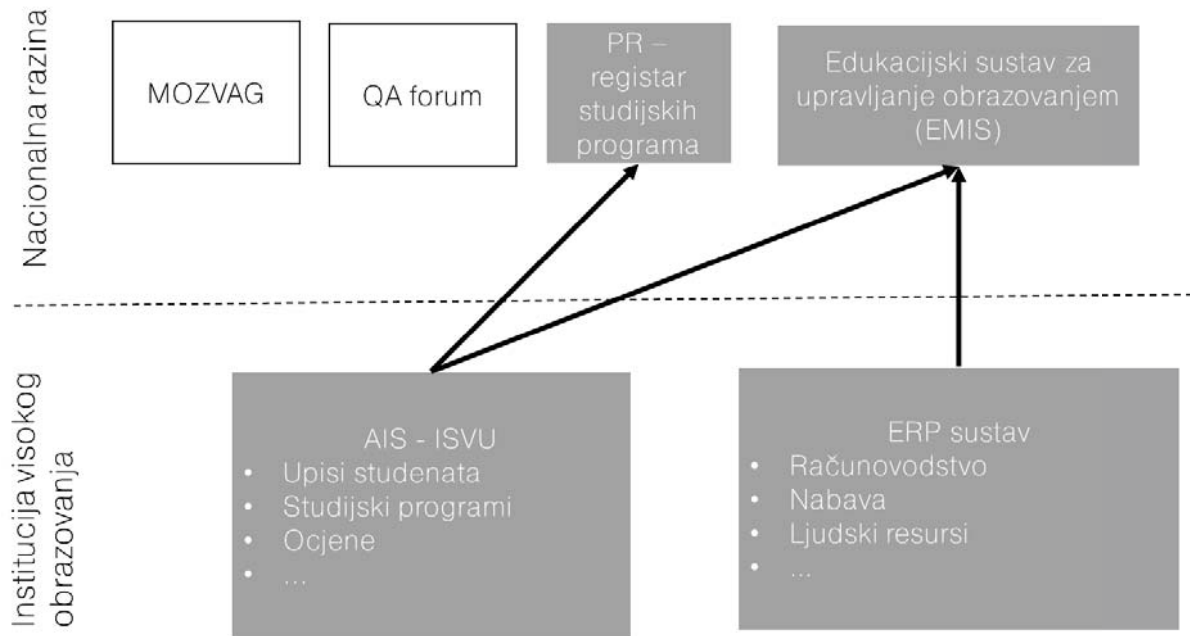 Nacionalna razina
MOZVAG
QA forum
PR –
registar
studijskih
programa
Edukacijski sustav za
upravljanje obrazovanjem
(EMIS)
Institucija visokog
obrazovanja
AIS - ISVU
• Upisi studenata
• Studijski programi
• Ocjene
• ...
ERP sustav
• Računovodstvo
• Nabava
• Ljudski resursi
• ...